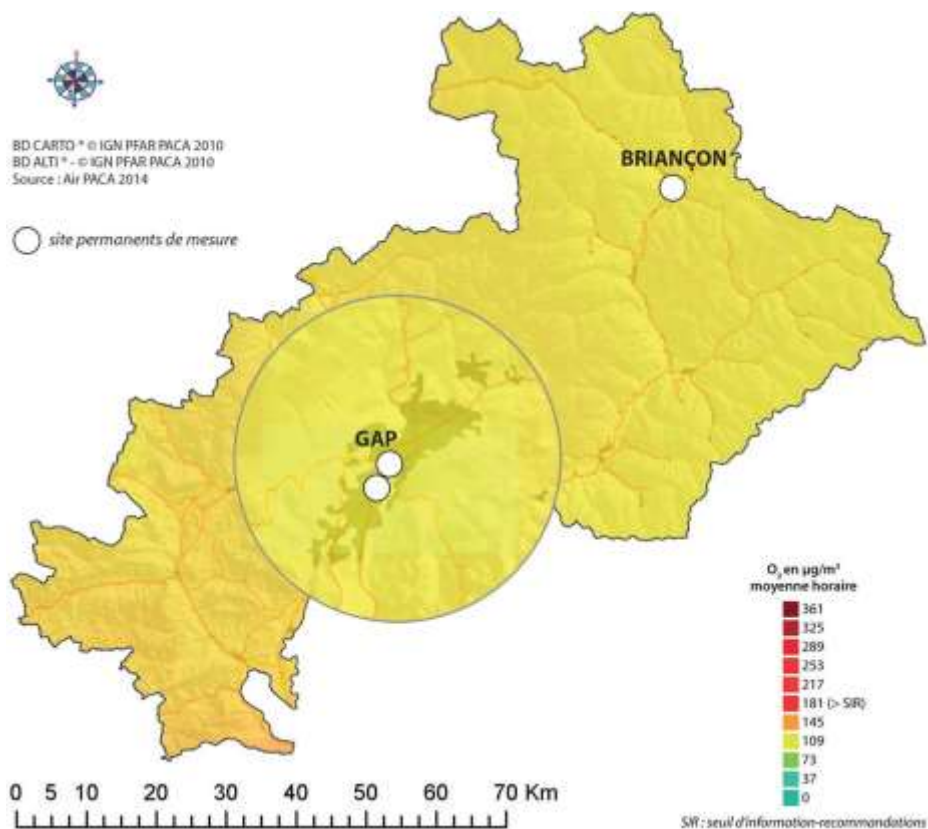 BD CARTO ® © IGN PFAR PACA 2010
BD ALTI ® - © IGN PFAR PACA 2010
Source : Air PACA 2014
site permanents de mesure
BRIANÇON
GAP
O₃ en µg/m³
moyenne horaire
361
325
289
253
217
181 (> SIR)
145
109
73
37
0
0 5 10 20 30 40 50 60 70 Km
SIR : seuil d'information-recommandations